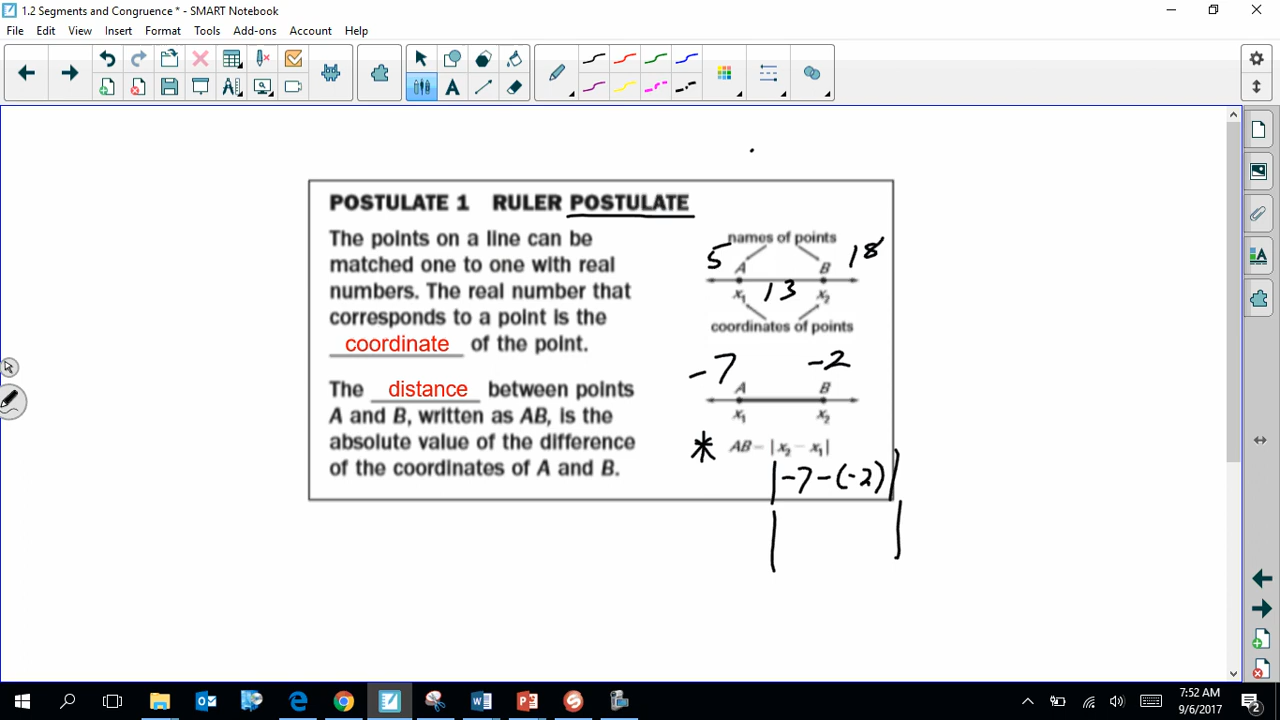 1.2 Segments and Congruence * - SMART Notebook
File Edit View Insert Format Tools Add-ons Account Help
POSTULATE 1 RULER POSTULATE
The points on a line can be
matched one to one with real
numbers. The real number that
corresponds to a point is the
coordinate of the point.
The distance between points
A and B, written as AB, is the
absolute value of the difference
of the coordinates of A and B.
names of points
5 A B 18
13
x₁ x₂
coordinates of points
-7 -2
A B
x₁ x₂
* AB = |x₂ - x₁|
|-7-(-2)|
| |
7:52 AM
9/6/2017
2